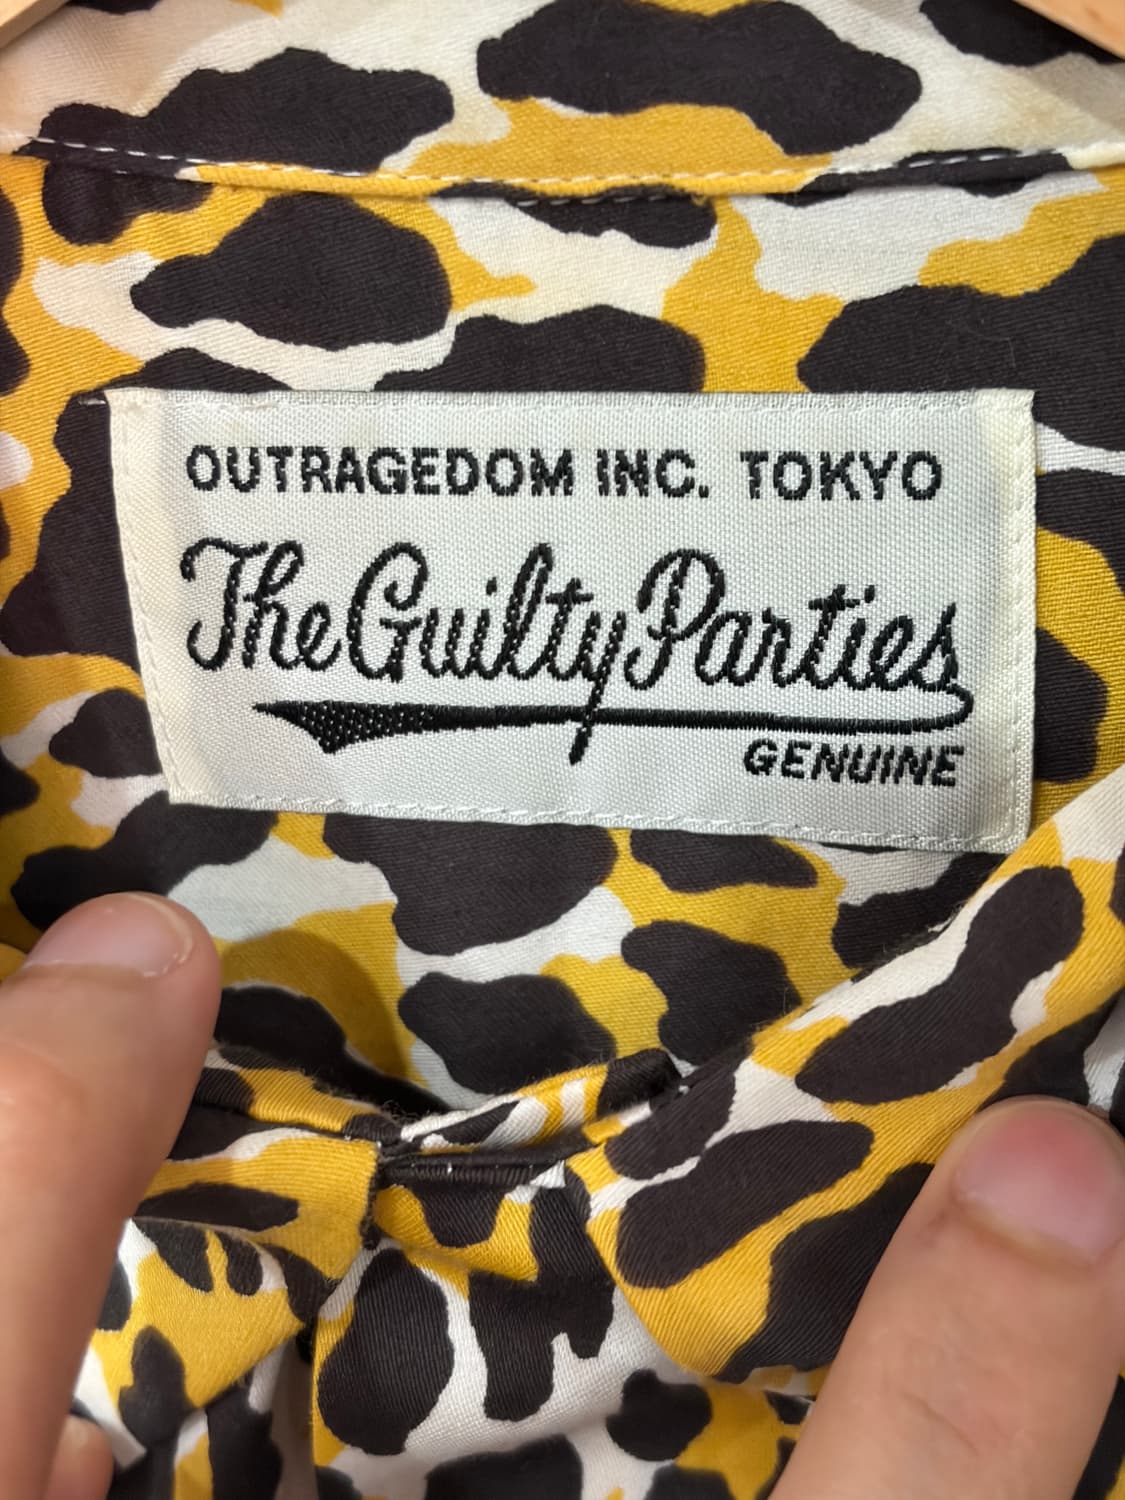 OUTRAGEDOM INC. TOKYO
The Guilty Parties
GENUINE